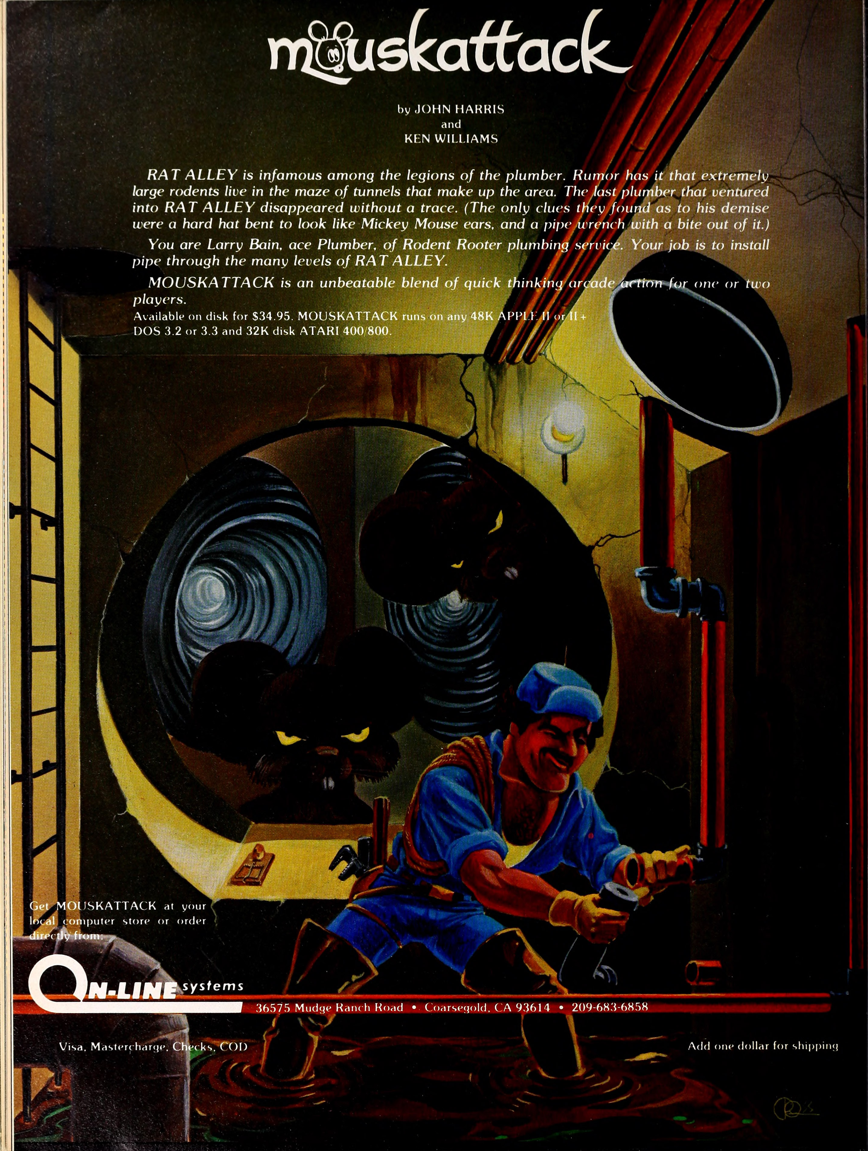 mouskattack
by JOHN HARRIS
and
KEN WILLIAMS
RAT ALLEY is infamous among the legions of the plumber. Rumor has it that extremely
large rodents live in the maze of tunnels that make up the area. The last plumber that ventured
into RAT ALLEY disappeared without a trace. (The only clues they found as to his demise
were a hard hat bent to look like Mickey Mouse ears, and a pipe wrench with a bite out of it.)
You are Larry Bain, ace Plumber, of Rodent Rooter plumbing service. Your job is to install
pipe through the many levels of RAT ALLEY.
MOUSKATTACK is an unbeatable blend of quick thinking arcade action for one or two
players.
Available on disk for $34.95. MOUSKATTACK runs on any 48K APPLE II or II+
DOS 3.2 or 3.3 and 32K disk ATARI 400/800.
Get MOUSKATTACK at your
local computer store or order
directly from:
ON-LINE systems
36575 Mudge Ranch Road • Coarsegold, CA 93614 • 209-683-6858
Visa, Mastercharge, Checks, COD
Add one dollar for shipping